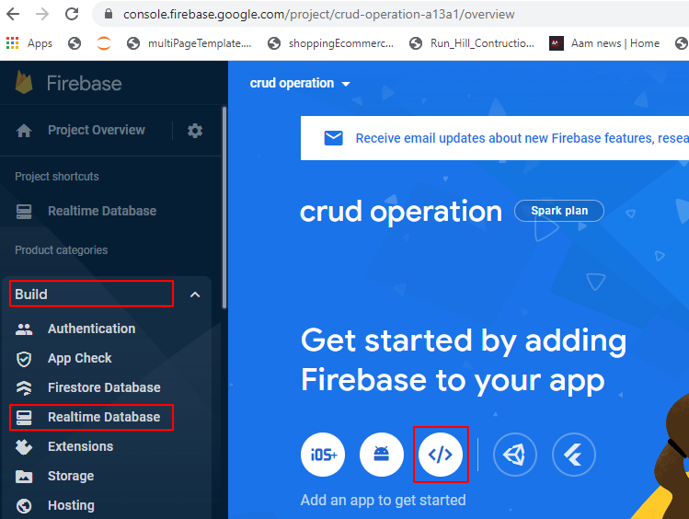 console.firebase.google.com/project/crud-operation-a13a1/overview
Apps
multiPageTemplate....
shoppingEcommerc...
Run_Hill_Contructio...
Aam news | Home
Firebase
crud operation
Project Overview
Receive email updates about new Firebase features, resea
Project shortcuts
Realtime Database
crud operation
Spark plan
Product categories
Build
Authentication
App Check
Firestore Database
Realtime Database
Extensions
Storage
Hosting
Get started by adding
Firebase to your app
iOS+
</>
Add an app to get started